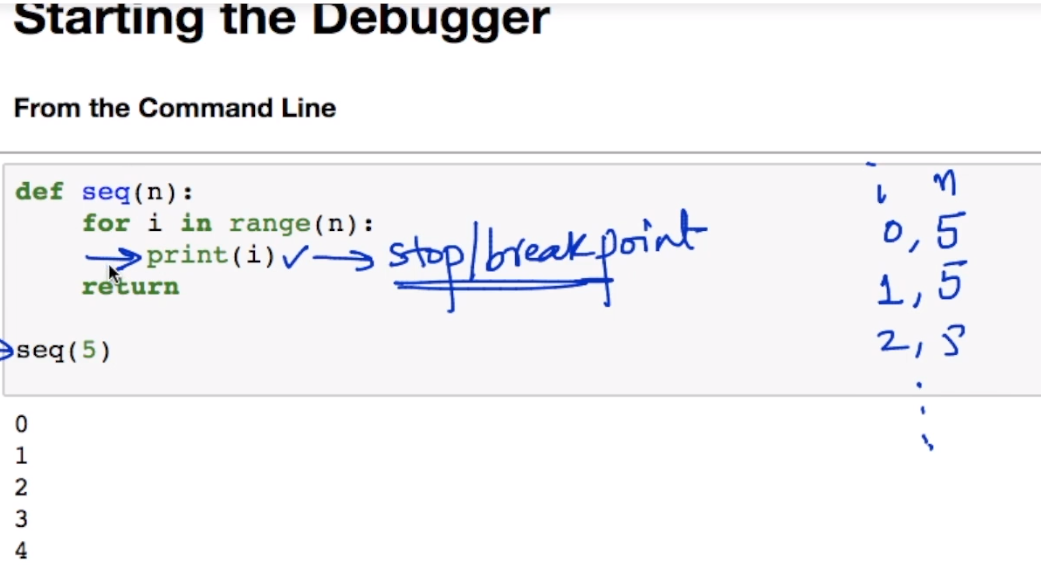 Starting the Debugger
From the Command Line
def seq(n):
    for i in range(n):
        print(i) stop/breakpoint
    return
seq(5)
i n
0, 5
1, 5
2, 5
0
1
2
3
4